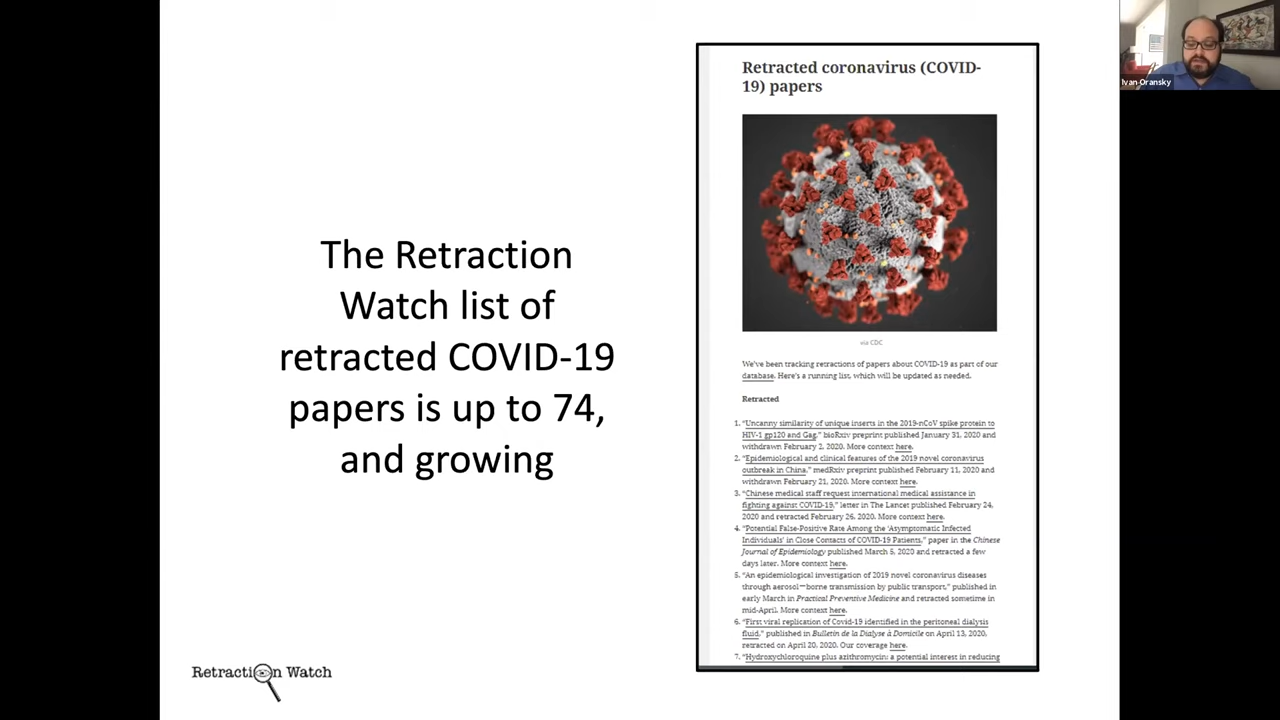 The Retraction
Watch list of
retracted COVID-19
papers is up to 74,
and growing
Retraction Watch
Retracted coronavirus (COVID-
19) papers
via CDC
We've been tracking retractions of papers about COVID-19 as part of our
database. Here's a running list, which will be updated as needed.
Retracted
1. "Uncanny similarity of unique inserts in the 2019-nCoV spike protein to
HIV-1 gp120 and Gag," bioRxiv preprint published January 31, 2020 and
withdrawn February 2, 2020. More context here.
2. "Epidemiological and clinical features of the 2019 novel coronavirus
outbreak in China," medRxiv preprint published February 11, 2020 and
withdrawn February 21, 2020. More context here.
3. "Chinese medical staff request international medical assistance in
fighting against COVID-19," letter in The Lancet published February 24,
2020 and retracted February 26, 2020. More context here.
4. "Potential False-Positive Rate Among the 'Asymptomatic Infected
Individuals' in Close Contacts of COVID-19 Patients," paper in the Chinese
Journal of Epidemiology published March 5, 2020 and retracted a few
days later. More context here.
5. "An epidemiological investigation of 2019 novel coronavirus diseases
through aerosol-borne transmission by public transport," published in
early March in Practical Preventive Medicine and retracted sometime in
mid-April. More context here.
6. "First viral replication of Covid-19 identified in the peritoneal dialysis
fluid," published in Bulletin de la Dialyse à Domicile on April 13, 2020,
retracted on April 20, 2020. Our coverage here.
7. "Hydroxychloroquine plus azithromycin: a potential interest in reducing
Ivan Oransky